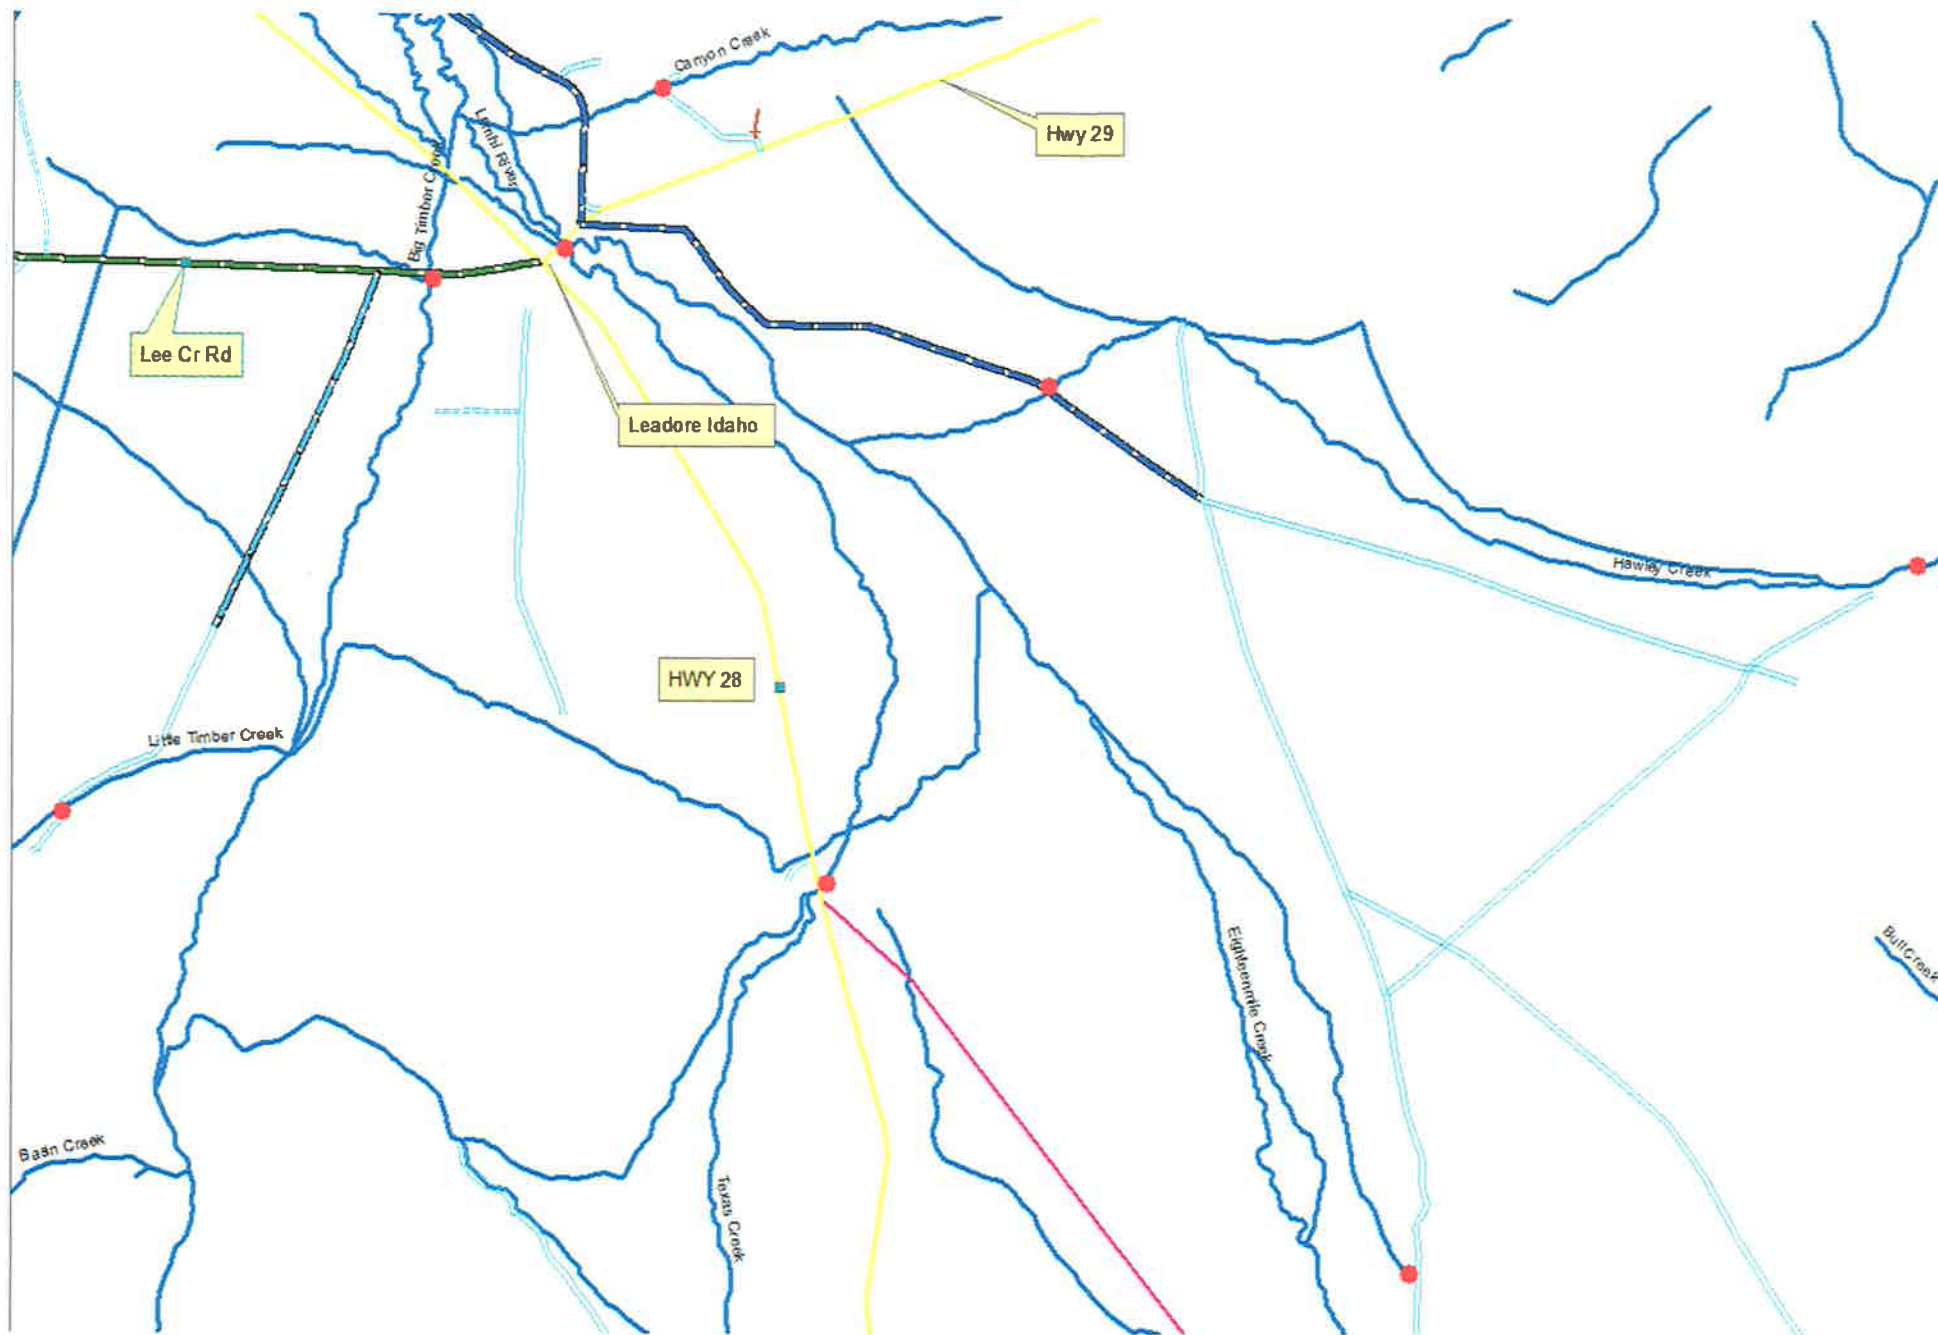 Canyon Creek
Hwy 29
Lemhi River
Big Timber Creek
Lee Cr Rd
Leadore Idaho
Hawley Creek
HWY 28
Little Timber Creek
Eighteenmile Creek
Bull Creek
Basin Creek
Texas Creek